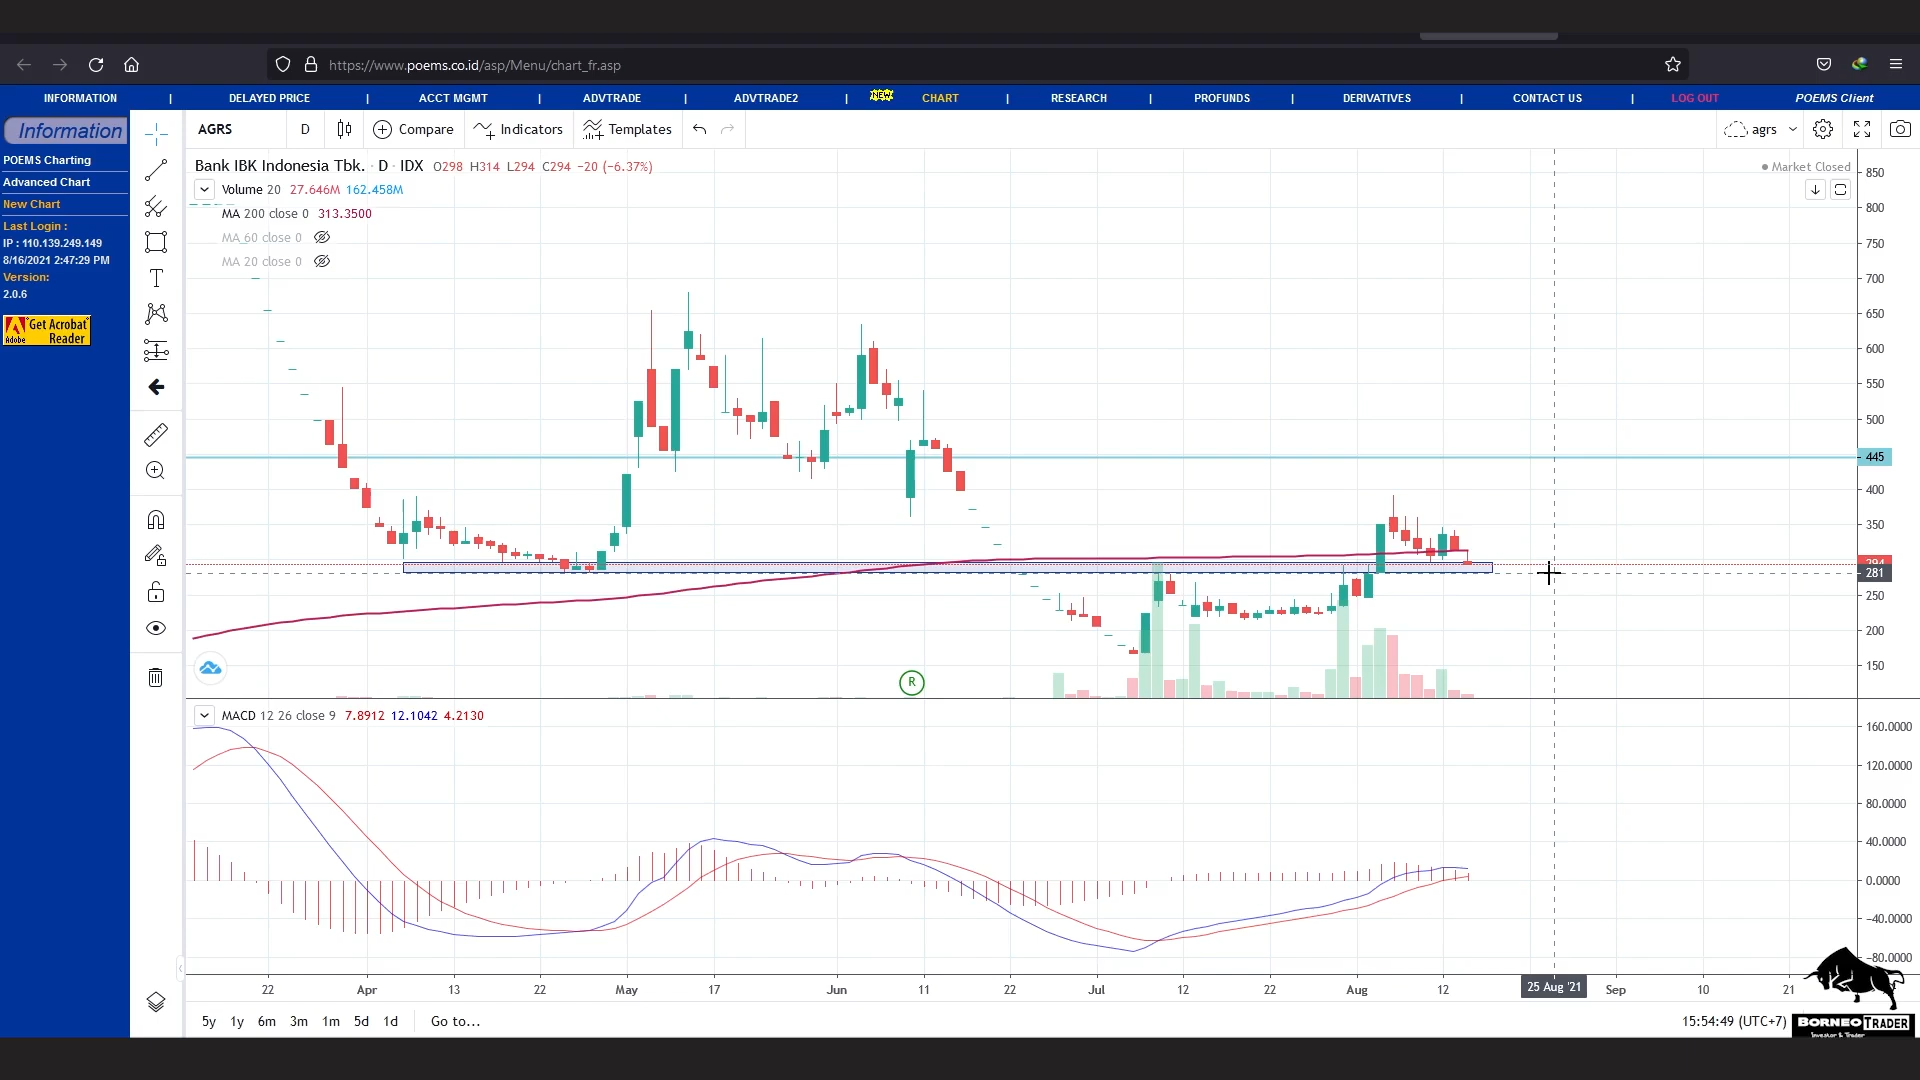 https://www.poems.co.id/asp/Menu/chart_fr.asp
INFORMATION | DELAYED PRICE | ACCT MGMT | ADVTRADE | ADVTRADE2 | NEW CHART | RESEARCH | PROFUNDS | DERIVATIVES | CONTACT US | LOG OUT POEMS Client
Information
POEMS Charting
Advanced Chart
New Chart
Last Login :
IP : 110.139.249.149
8/16/2021 2:47:29 PM
Version:
2.0.6
Get Acrobat
Adobe Reader
AGRS D Compare Indicators Templates agrs
Bank IBK Indonesia Tbk. · D · IDX O298 H314 L294 C294 −20 (−6.37%)
Market Closed
Volume 20 27.646M 162.458M
MA 200 close 0 313.3500
MA 60 close 0
MA 20 close 0
850
800
750
700
650
600
550
500
445
400
350
294
281
250
200
150
R
MACD 12 26 close 9 7.8912 12.1042 4.2130
160.0000
120.0000
80.0000
40.0000
0.0000
−40.0000
−80.0000
22 Apr 13 22 May 17 Jun 11 22 Jul 12 22 Aug 12 25 Aug '21 Sep 10 21
5y 1y 6m 3m 1m 5d 1d Go to...
15:54:49 (UTC+7)
BORNEO TRADER
Investor & Trader